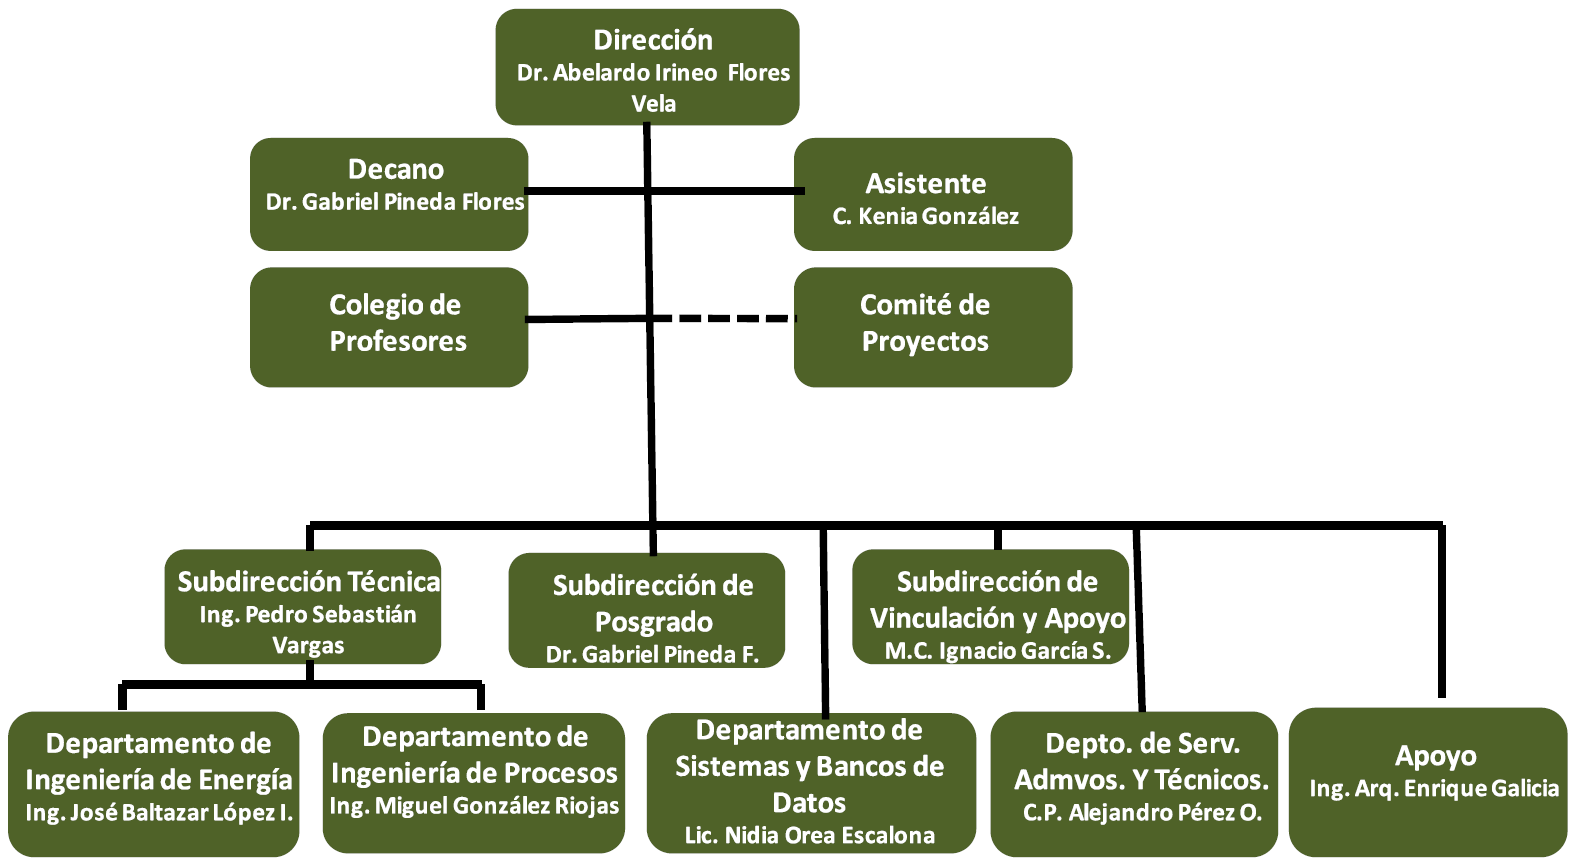 Dirección
Dr. Abelardo Irineo Flores
Vela
Decano
Dr. Gabriel Pineda Flores
Asistente
C. Kenia González
Colegio de
Profesores
Comité de
Proyectos
Subdirección Técnica
Ing. Pedro Sebastián
Vargas
Subdirección de
Posgrado
Dr. Gabriel Pineda F.
Subdirección de
Vinculación y Apoyo
M.C. Ignacio García S.
Departamento de
Ingeniería de Energía
Ing. José Baltazar López I.
Departamento de
Ingeniería de Procesos
Ing. Miguel González Riojas
Departamento de
Sistemas y Bancos de
Datos
Lic. Nidia Orea Escalona
Depto. de Serv.
Admvos. Y Técnicos.
C.P. Alejandro Pérez O.
Apoyo
Ing. Arq. Enrique Galicia